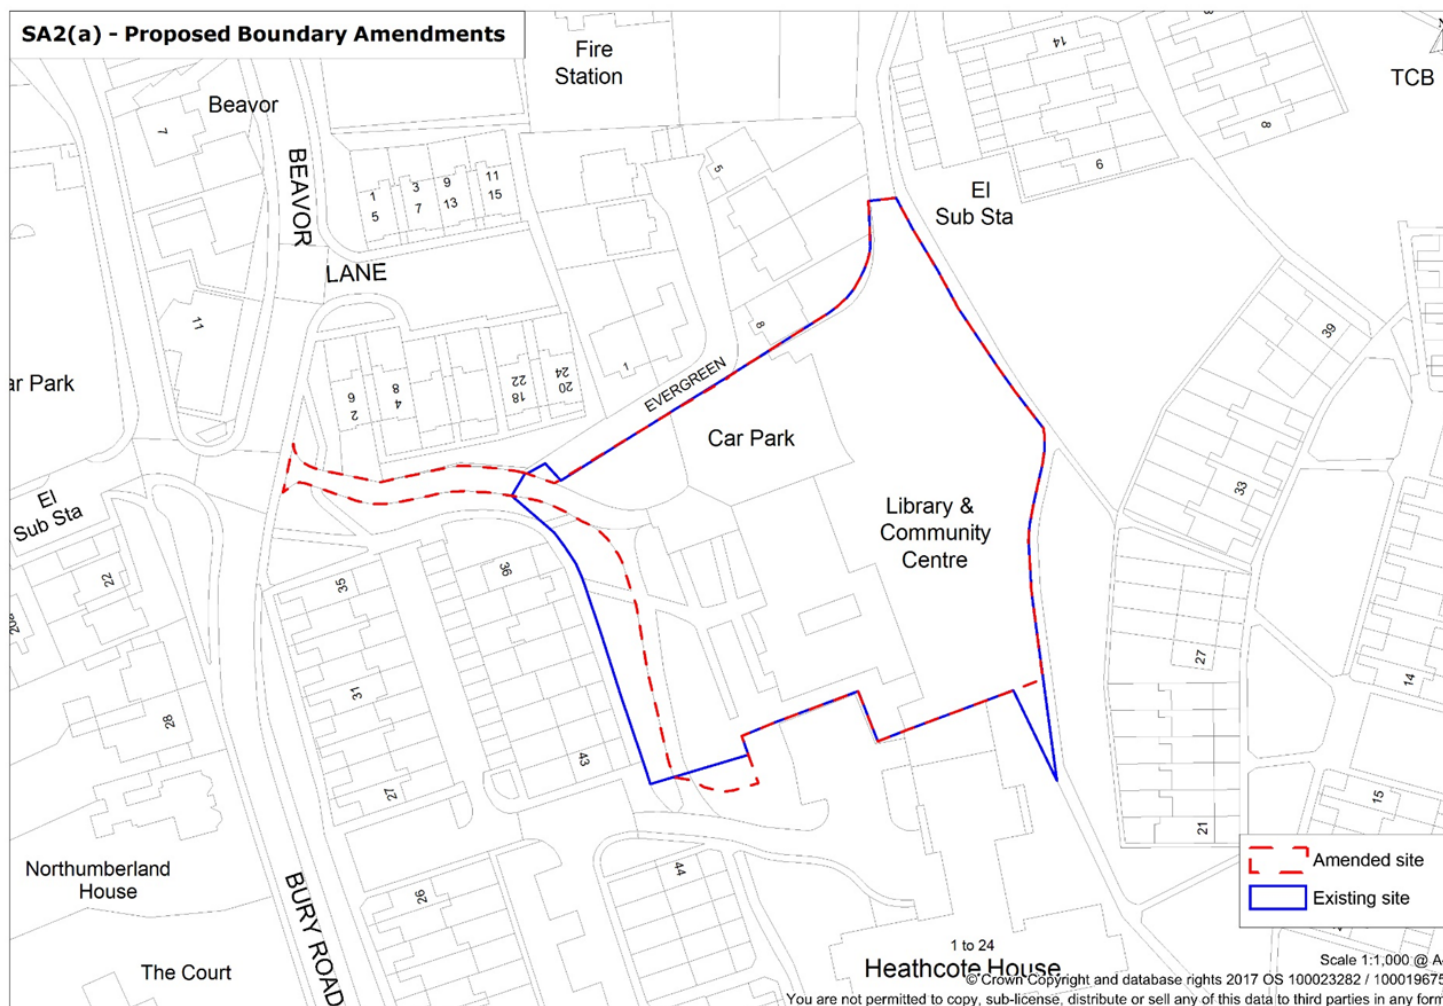 SA2(a) - Proposed Boundary Amendments
Fire
Station
14
TCB
Beavor
7
8
BEAVOR
1
5
3
7
9
13
11
15
5
6
El
Sub Sta
LANE
11
8
39
1
ar Park
6
2
8
4
22
18
24
20
EVERGREEN
Car Park
El
Sub Sta
33
Library &
Community
Centre
22
35
36
27
14
31
28
43
27
15
21
Amended site
44
Northumberland
House
26
Existing site
BURY ROAD
The Court
1 to 24
Heathcote House
Scale 1:1,000 @ A
© Crown Copyright and database rights 2017 OS 100023282 / 100019675
You are not permitted to copy, sub-license, distribute or sell any of this data to third parties in any form